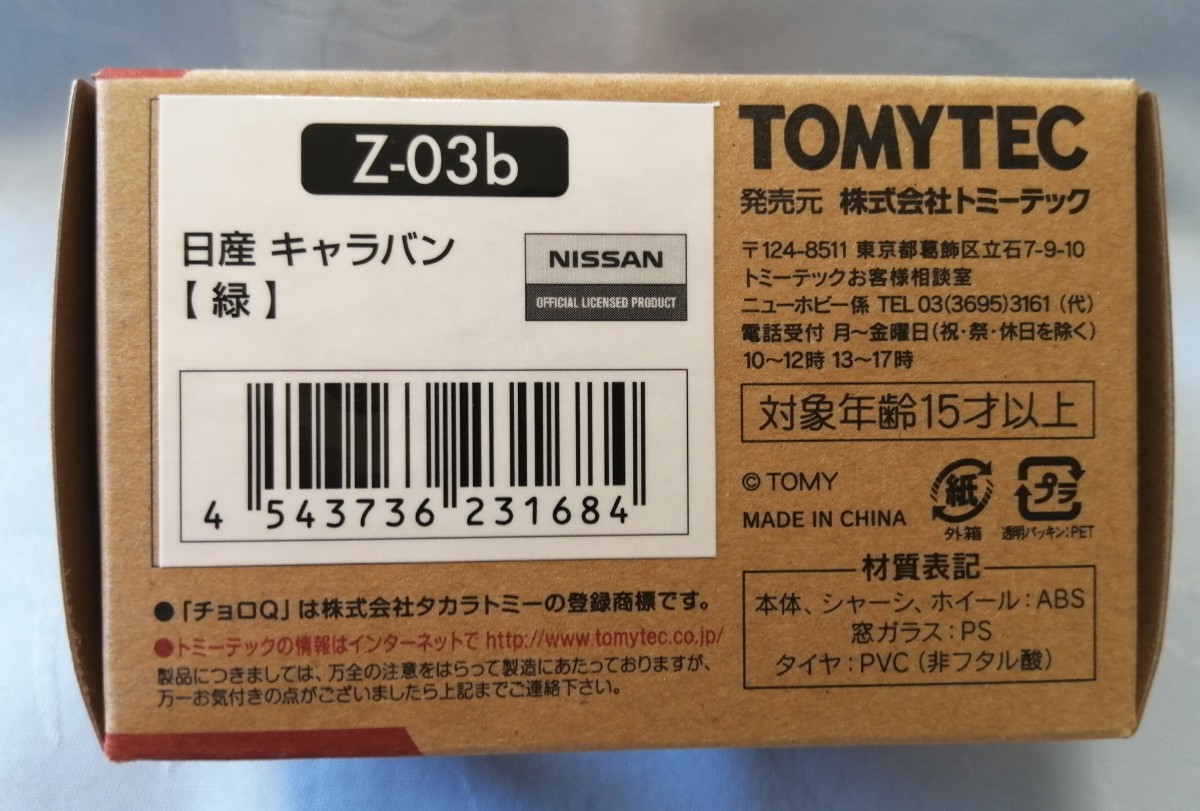 Z-03b
日産 キャラバン
【 緑 】
NISSAN
OFFICIAL LICENSED PRODUCT
4 543736 231684
TOMYTEC
発売元 株式会社トミーテック
〒124-8511 東京都葛飾区立石7-9-10
トミーテックお客様相談室
ニューホビー係 TEL 03(3695)3161 (代)
電話受付 月〜金曜日(祝・祭・休日を除く)
10〜12時 13〜17時
対象年齢15才以上
© TOMY
MADE IN CHINA
紙
外箱
プラ
透明パッキン:PET
材質表記
本体、シャーシ、ホイール:ABS
窓ガラス:PS
タイヤ:PVC(非フタル酸)
●「チョロQ」は株式会社タカラトミーの登録商標です。
●トミーテックの情報はインターネットで http://www.tomytec.co.jp/
製品につきましては、万全の注意をはらって製造にあたっておりますが、
万一お気付きの点がございましたら上記までご連絡下さい。